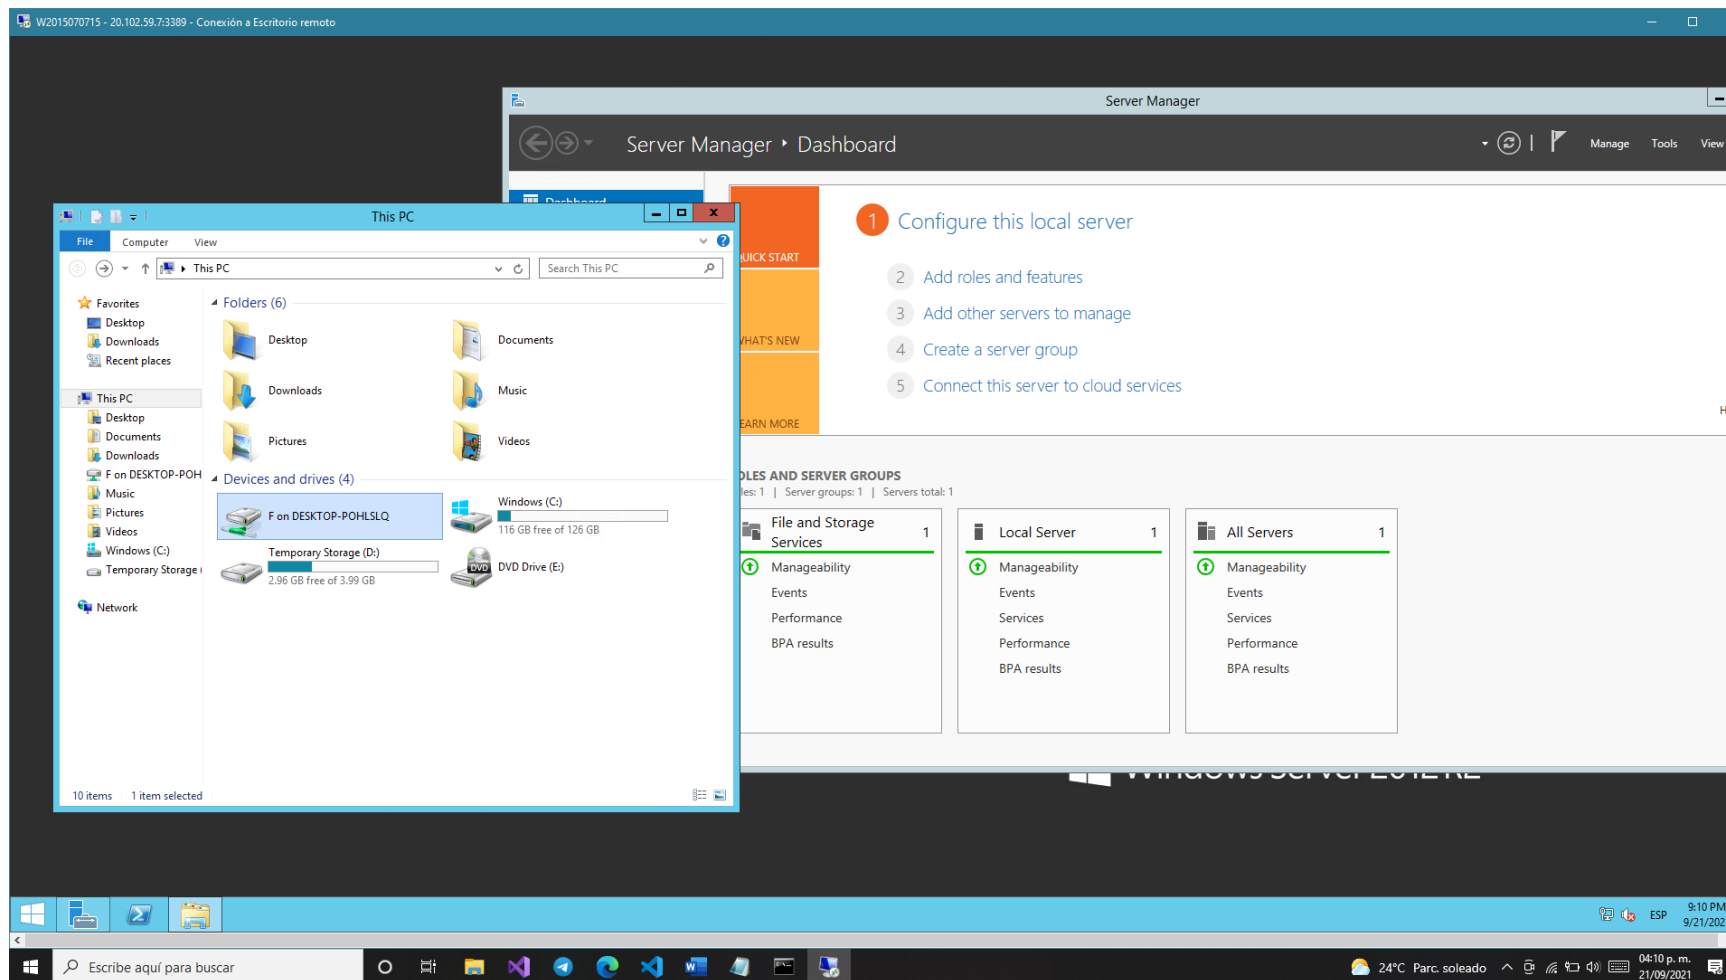 W2015070715 - 20.102.59.7:3389 - Conexión a Escritorio remoto
Server Manager
Server Manager Dashboard
Manage Tools View
Dashboard
QUICK START
WHAT'S NEW
LEARN MORE
1 Configure this local server
2 Add roles and features
3 Add other servers to manage
4 Create a server group
5 Connect this server to cloud services
H
ROLES AND SERVER GROUPS
les: 1 | Server groups: 1 | Servers total: 1
File and Storage
Services 1
Manageability
Events
Performance
BPA results
Local Server 1
Manageability
Events
Services
Performance
BPA results
All Servers 1
Manageability
Events
Services
Performance
BPA results
This PC
File Computer View
This PC
Search This PC
Favorites
Desktop
Downloads
Recent places
This PC
Desktop
Documents
Downloads
F on DESKTOP-POH
Music
Pictures
Videos
Windows (C:)
Temporary Storage (
Network
Folders (6)
Desktop
Documents
Downloads
Music
Pictures
Videos
Devices and drives (4)
F on DESKTOP-POHLSLQ
Windows (C:)
116 GB free of 126 GB
Temporary Storage (D:)
2.96 GB free of 3.99 GB
DVD
DVD Drive (E:)
10 items 1 item selected
ESP
9:10 PM
9/21/202
Escribe aquí para buscar
24°C Parc. soleado
04:10 p. m.
21/09/2021